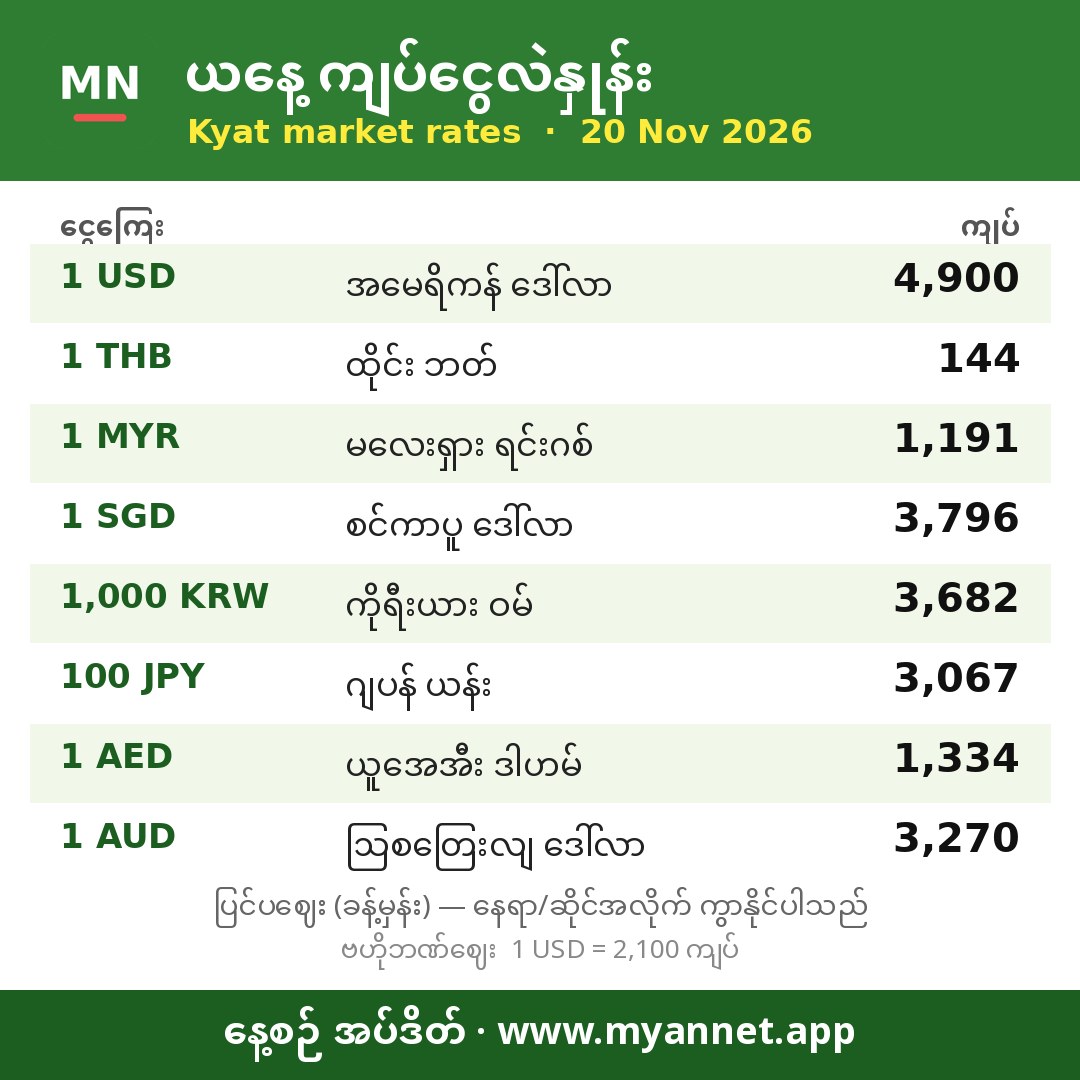 MN
ယနေ့ ကျပ်ငွေလဲနှုန်း
Kyat market rates · 20 Nov 2026
ငွေကြေး ကျပ်
1 USD အမေရိကန် ဒေါ်လာ 4,900
1 THB ထိုင်း ဘတ် 144
1 MYR မလေးရှား ရင်းဂစ် 1,191
1 SGD စင်ကာပူ ဒေါ်လာ 3,796
1,000 KRW ကိုရီးယား ဝမ် 3,682
100 JPY ဂျပန် ယန်း 3,067
1 AED ယူအေအီး ဒါဟမ် 1,334
1 AUD ဩစတြေးလျ ဒေါ်လာ 3,270
ပြင်ပဈေး (ခန့်မှန်း) — နေရာ/ဆိုင်အလိုက် ကွာနိုင်ပါသည်
ဗဟိုဘဏ်ဈေး 1 USD = 2,100 ကျပ်
နေ့စဉ် အပ်ဒိတ် · www.myannet.app